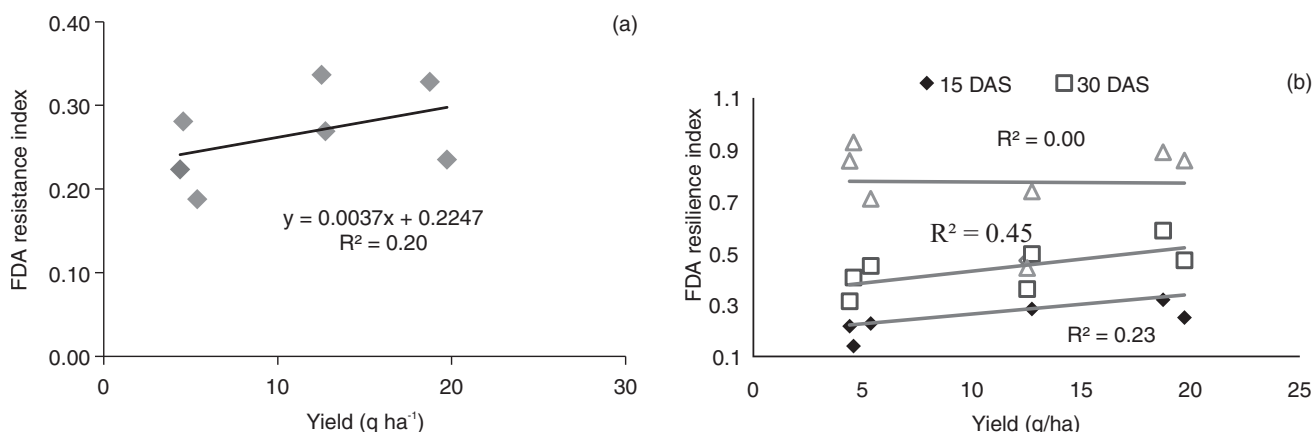 (a)
0.40
0.30
0.20
0.10
0.00
0 10 20 30
FDA resistance index
Yield (q ha⁻¹)
y = 0.0037x + 0.2247
R² = 0.20
(b)
15 DAS 30 DAS
1.1
0.9
0.7
0.5
0.3
0.1
0 5 10 15 20 25
FDA resilience index
Yield (q/ha)
R² = 0.00
R² = 0.45
R² = 0.23